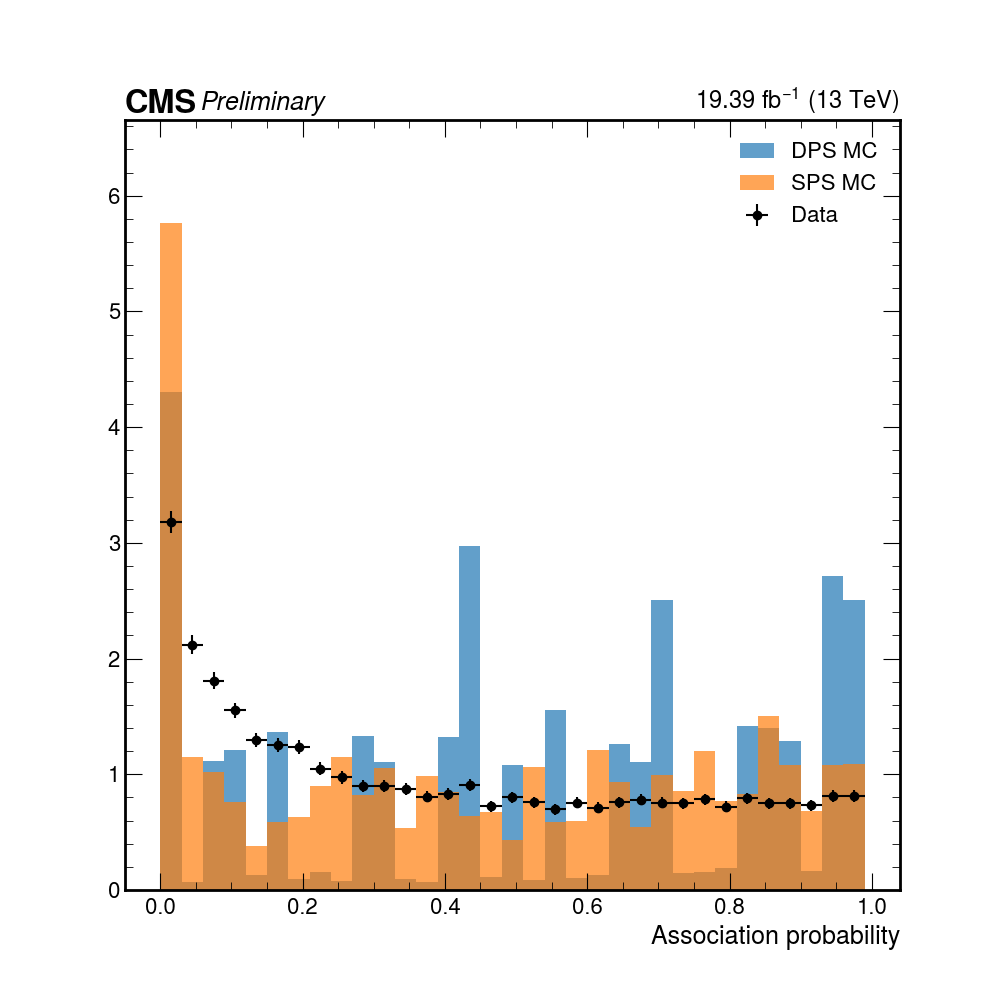 CMS Preliminary 19.39 fb⁻¹ (13 TeV)
DPS MC
SPS MC
Data
6
5
4
3
2
1
0
0.0 0.2 0.4 0.6 0.8 1.0
Association probability